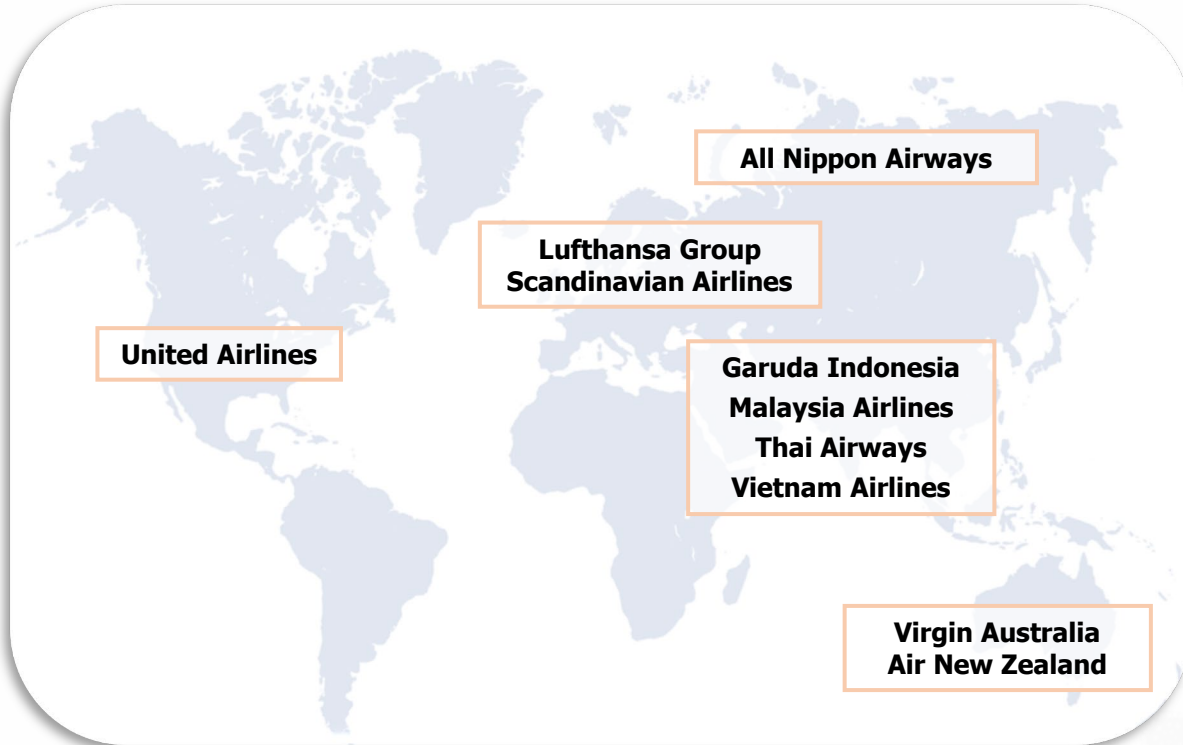 All Nippon Airways
Lufthansa Group
Scandinavian Airlines
United Airlines
Garuda Indonesia
Malaysia Airlines
Thai Airways
Vietnam Airlines
Virgin Australia
Air New Zealand